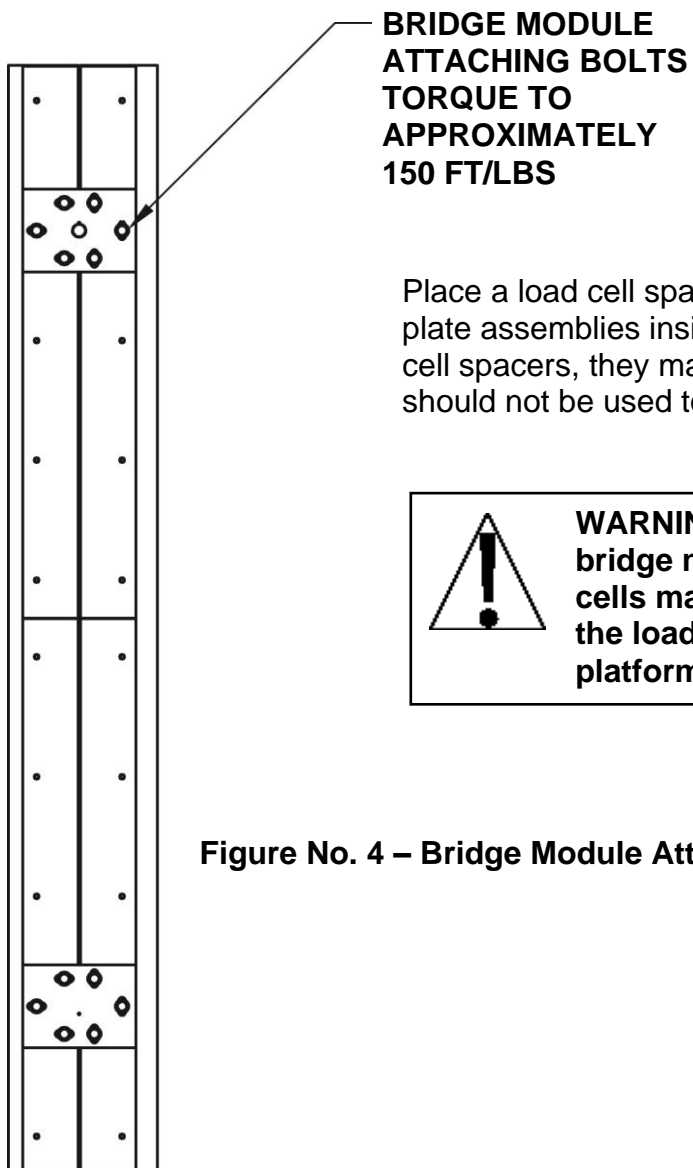 BRIDGE MODULE
ATTACHING BOLTS
TORQUE TO
APPROXIMATELY
150 FT/LBS
Place a load cell spa
plate assemblies insi
cell spacers, they ma
should not be used to
WARNIN
bridge
cells ma
the load
platform
Figure No. 4 – Bridge Module Att